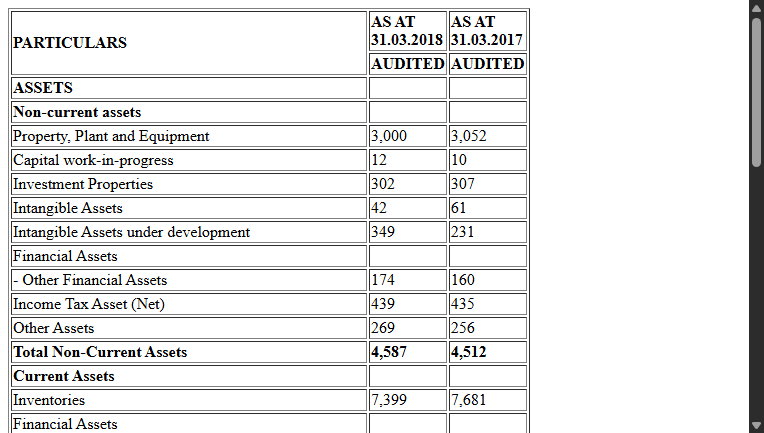 PARTICULARS AS AT 31.03.2018 AS AT 31.03.2017
AUDITED AUDITED
ASSETS
Non-current assets
Property, Plant and Equipment 3,000 3,052
Capital work-in-progress 12 10
Investment Properties 302 307
Intangible Assets 42 61
Intangible Assets under development 349 231
Financial Assets
- Other Financial Assets 174 160
Income Tax Asset (Net) 439 435
Other Assets 269 256
Total Non-Current Assets 4,587 4,512
Current Assets
Inventories 7,399 7,681
Financial Assets